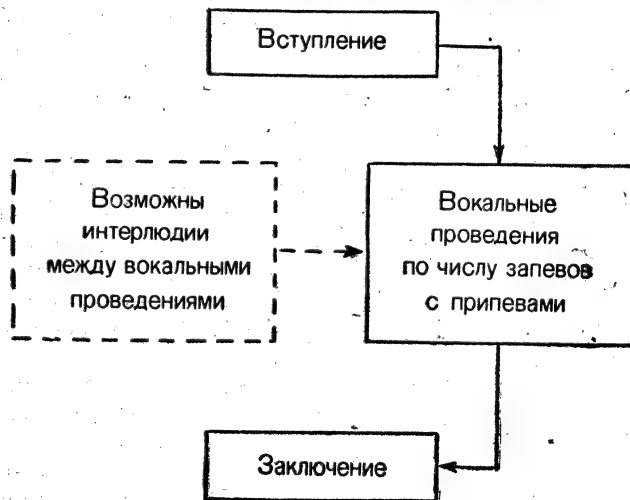 Вступление
Возможны
интерлюдии
между вокальными
проведениями
Вокальные
проведения
по числу запевов
с припевами
Заключение